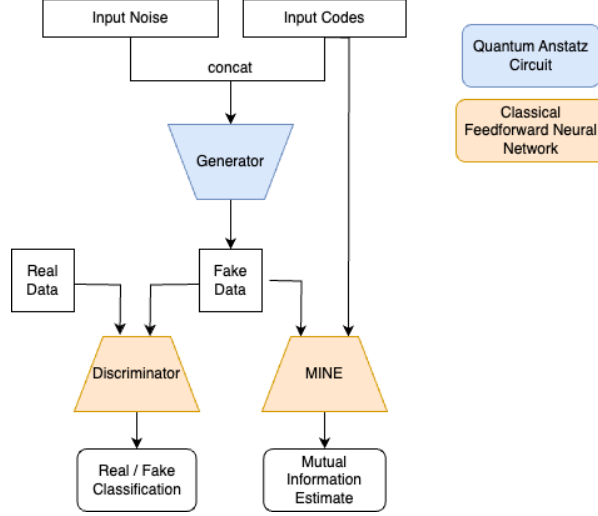 Input Noise
Input Codes
Quantum Anstatz
Circuit
concat
Classical
Feedforward Neural
Network
Generator
Real
Data
Fake
Data
Discriminator
MINE
Real / Fake
Classification
Mutual
Information
Estimate